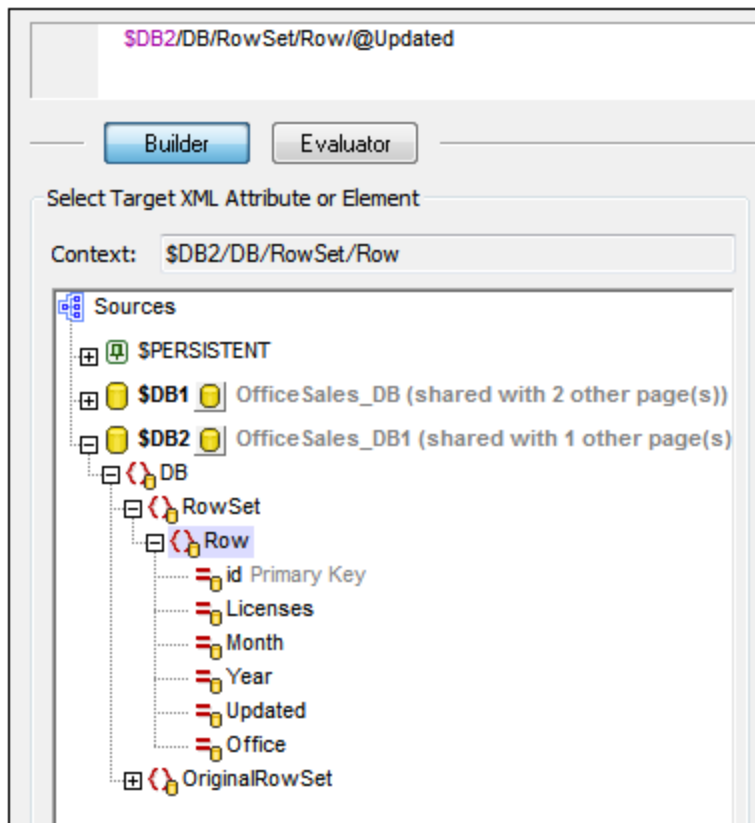 $DB2/DB/RowSet/Row/@Updated
Builder Evaluator
Select Target XML Attribute or Element
Context: $DB2/DB/RowSet/Row
Sources
$PERSISTENT
$DB1 OfficeSales_DB (shared with 2 other page(s))
$DB2 OfficeSales_DB1 (shared with 1 other page(s)
DB
RowSet
Row
id Primary Key
Licenses
Month
Year
Updated
Office
OriginalRowSet